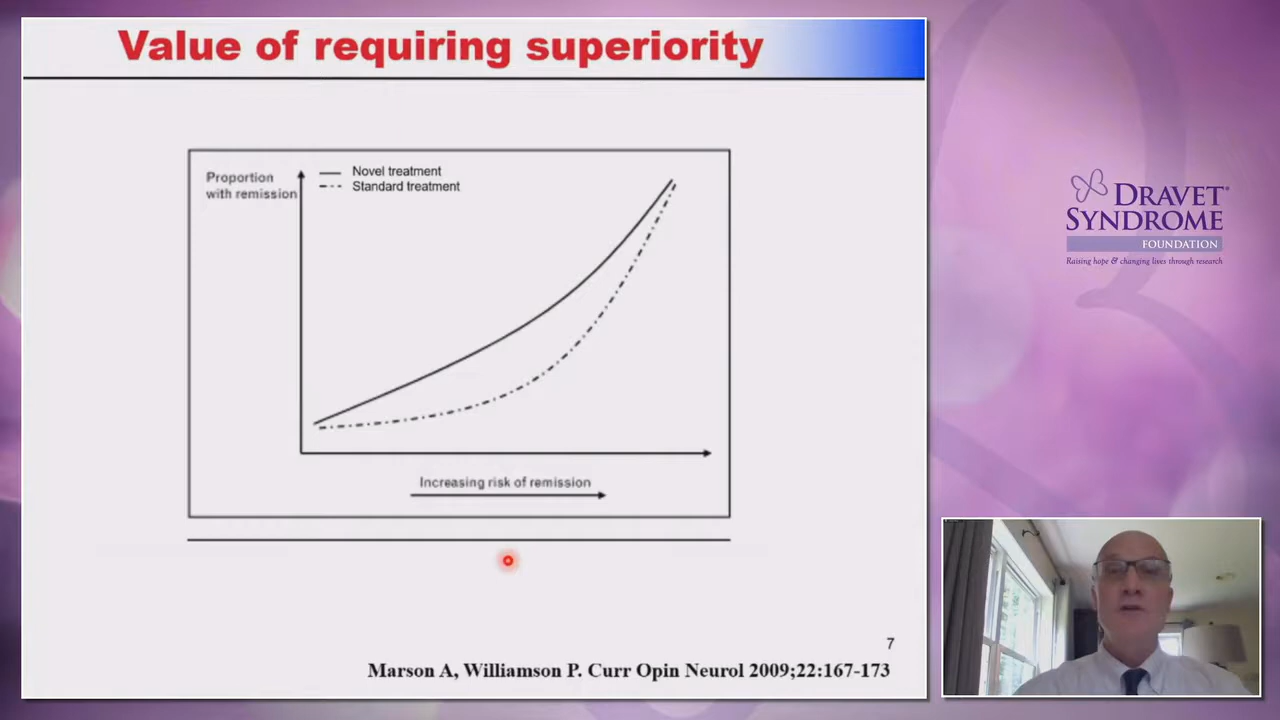 Value of requiring superiority
Proportion
with remission
Novel treatment
Standard treatment
Increasing risk of remission
7
Marson A, Williamson P. Curr Opin Neurol 2009;22:167-173
DRAVET
SYNDROME
FOUNDATION
Raising hope & changing lives through research